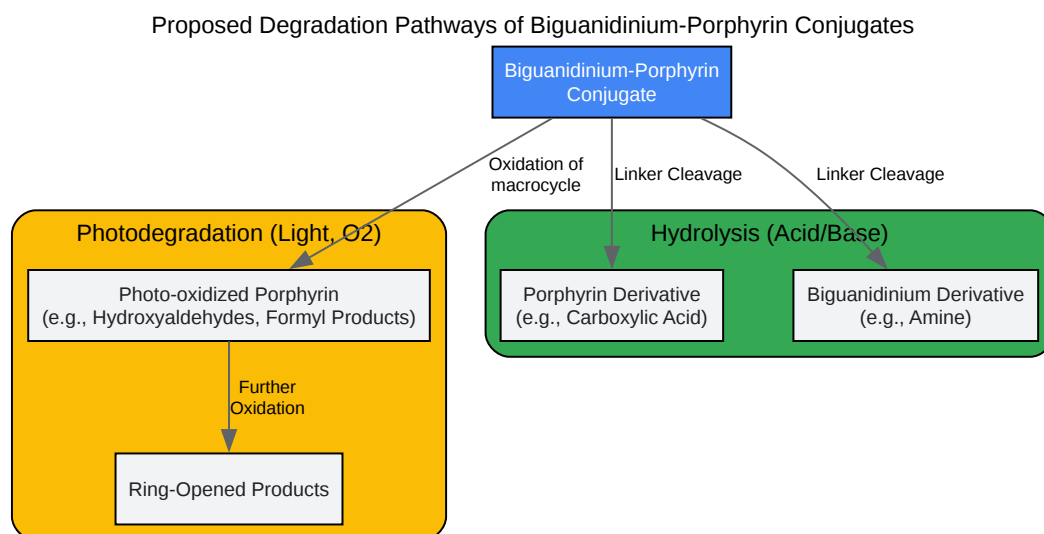 Proposed Degradation Pathways of Biguanidinium-Porphyrin Conjugates
Biguanidinium-Porphyrin
Conjugate
Oxidation of
macrocycle
Linker Cleavage
Linker Cleavage
Photodegradation (Light, O2)
Hydrolysis (Acid/Base)
Photo-oxidized Porphyrin
(e.g., Hydroxyaldehydes, Formyl Products)
Porphyrin Derivative
(e.g., Carboxylic Acid)
Biguanidinium Derivative
(e.g., Amine)
Further
Oxidation
Ring-Opened Products